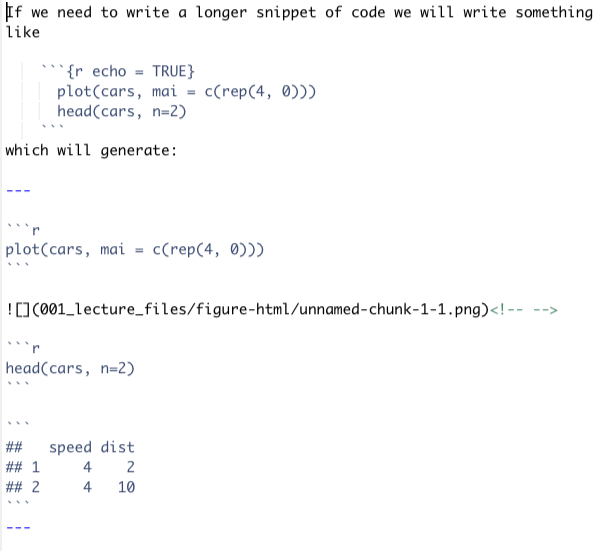 If we need to write a longer snippet of code we will write something
like
```{r echo = TRUE}
plot(cars, mai = c(rep(4, 0)))
head(cars, n=2)
```
which will generate:
---
```r
plot(cars, mai = c(rep(4, 0)))
```
![](001_lecture_files/figure-html/unnamed-chunk-1-1.png)<!-- -->
```r
head(cars, n=2)
```
```
##   speed dist
## 1     4    2
## 2     4   10
```
---